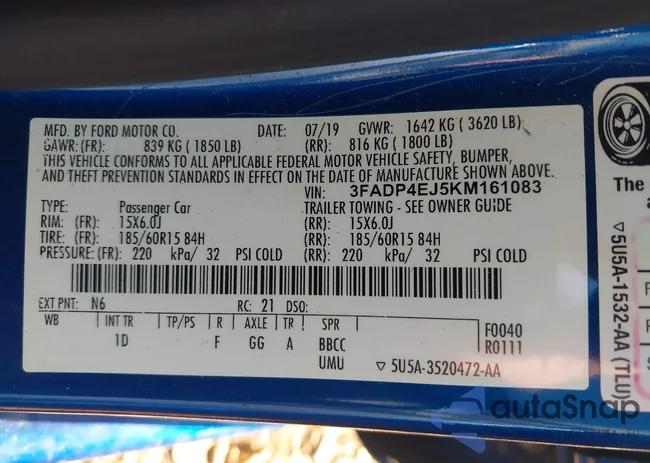 MFD. BY FORD MOTOR CO. DATE: 07/19 GVWR: 1642 KG ( 3620 LB)
GAWR: (FR): 839 KG ( 1850 LB) (RR): 816 KG ( 1800 LB)
THIS VEHICLE CONFORMS TO ALL APPLICABLE FEDERAL MOTOR VEHICLE SAFETY, BUMPER,
AND THEFT PREVENTION STANDARDS IN EFFECT ON THE DATE OF MANUFACTURE SHOWN ABOVE.
VIN: 3FADP4EJ5KM161083
TYPE: Passenger Car TRAILER TOWING - SEE OWNER GUIDE
RIM: (FR): 15X6.0J (RR): 15X6.0J
TIRE: (FR): 185/60R15 84H (RR): 185/60R15 84H
PRESSURE: (FR): 220 kPa/ 32 PSI COLD (RR): 220 kPa/ 32 PSI COLD
EXT PNT: N6 RC: 21 DSO:
WB INT TR TP/PS R AXLE TR SPR F0040
1D F GG A BBCC R0111
UMU ▽ 5U5A-3520472-AA
The
▽5U5A-1532-AA (TLU)
autoSnap